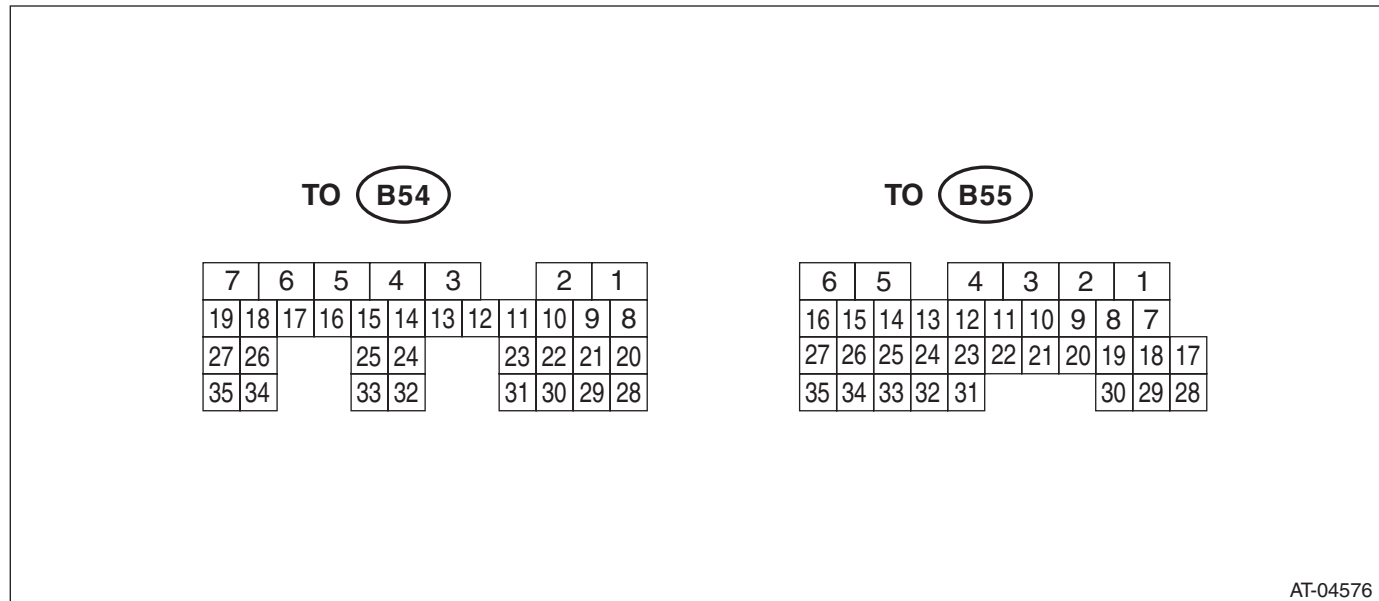 TO B54
7 6 5 4 3 2 1
19 18 17 16 15 14 13 12 11 10 9 8
27 26 25 24 23 22 21 20
35 34 33 32 31 30 29 28
TO B55
6 5 4 3 2 1
16 15 14 13 12 11 10 9 8 7
27 26 25 24 23 22 21 20 19 18 17
35 34 33 32 31 30 29 28
AT-04576